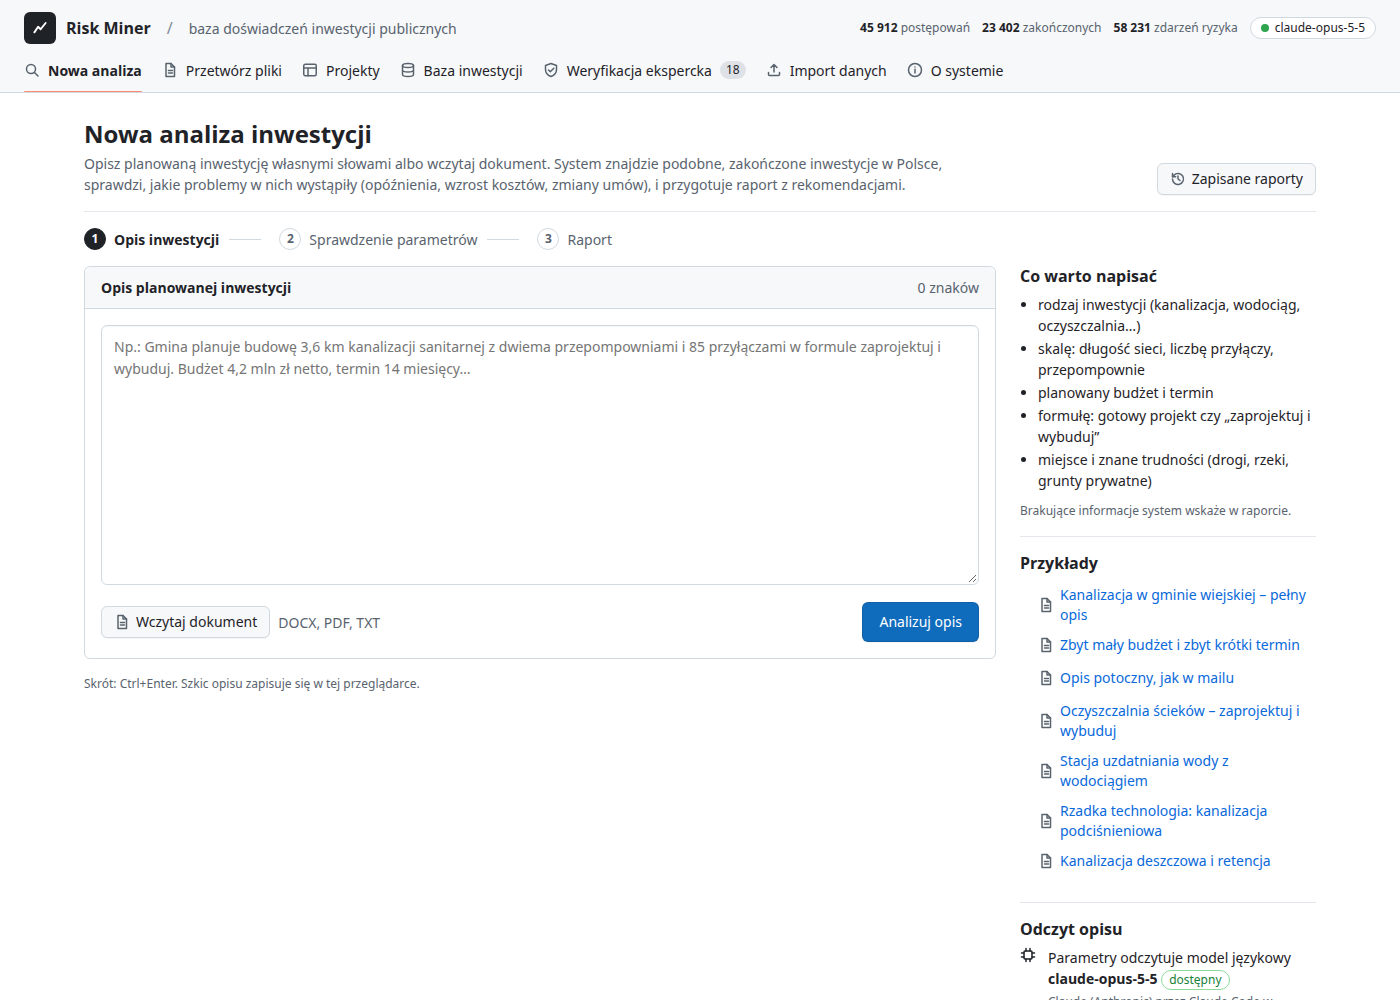 Risk Miner / baza doświadczeń inwestycji publicznych
45 912 postępowań 23 402 zakończonych 58 231 zdarzeń ryzyka claude-opus-5-5
Nowa analiza Przetwórz pliki Projekty Baza inwestycji Weryfikacja ekspercka 18 Import danych O systemie
Nowa analiza inwestycji
Opisz planowaną inwestycję własnymi słowami albo wczytaj dokument. System znajdzie podobne, zakończone inwestycje w Polsce,
sprawdzi, jakie problemy w nich wystąpiły (opóźnienia, wzrost kosztów, zmiany umów), i przygotuje raport z rekomendacjami.
Zapisane raporty
1 Opis inwestycji 2 Sprawdzenie parametrów 3 Raport
Opis planowanej inwestycji 0 znaków
Np.: Gmina planuje budowę 3,6 km kanalizacji sanitarnej z dwiema przepompowniami i 85 przyłączami w formule zaprojektuj i
wybuduj. Budżet 4,2 mln zł netto, termin 14 miesięcy...
Wczytaj dokument DOCX, PDF, TXT
Analizuj opis
Skrót: Ctrl+Enter. Szkic opisu zapisuje się w tej przeglądarce.
Co warto napisać
rodzaj inwestycji (kanalizacja, wodociąg,
oczyszczalnia...)
skalę: długość sieci, liczbę przyłączy,
przepompownie
planowany budżet i termin
formułę: gotowy projekt czy „zaprojektuj i
wybuduj”
miejsce i znane trudności (drogi, rzeki,
grunty prywatne)
Brakujące informacje system wskaże w raporcie.
Przykłady
Kanalizacja w gminie wiejskiej – pełny
opis
Zbyt mały budżet i zbyt krótki termin
Opis potoczny, jak w mailu
Oczyszczalnia ścieków – zaprojektuj i
wybuduj
Stacja uzdatniania wody z
wodociągiem
Rzadka technologia: kanalizacja
podciśnieniowa
Kanalizacja deszczowa i retencja
Odczyt opisu
Parametry odczytuje model językowy
claude-opus-5-5 dostępny
Claude (Anthropic) przez Claude Code w